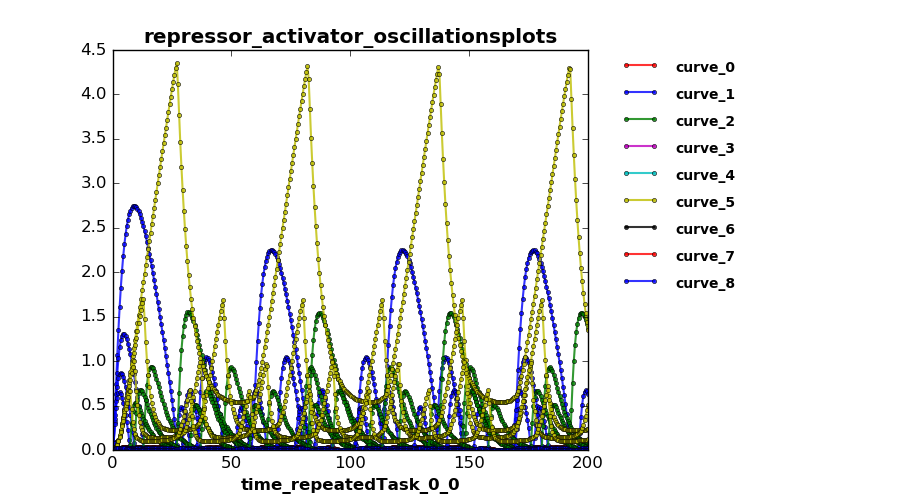 repressor_activator_oscillationsplots
4.5
4.0
3.5
3.0
2.5
2.0
1.5
1.0
0.5
0.0
0 50 100 150 200
time_repeatedTask_0_0
curve_0
curve_1
curve_2
curve_3
curve_4
curve_5
curve_6
curve_7
curve_8